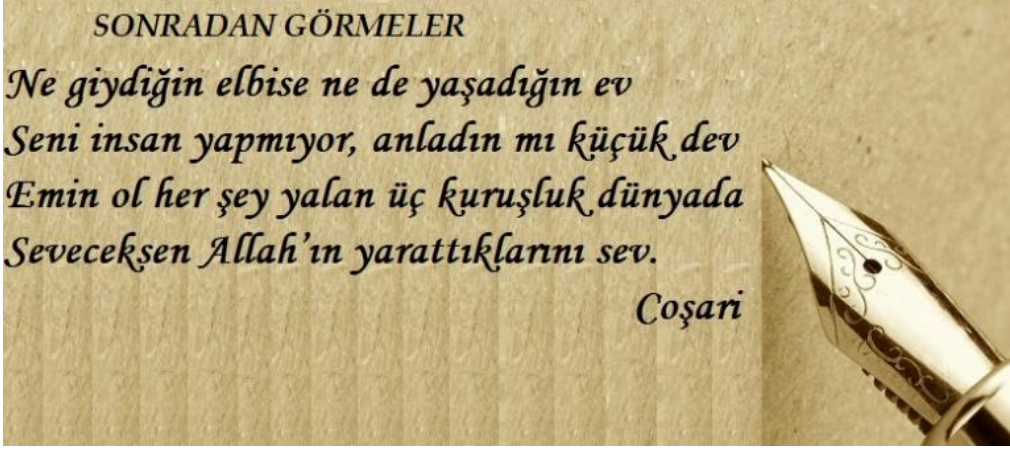 SONRADAN GÖRMELER
Ne giydiğin elbise ne de yaşadığın ev
Seni insan yapmıyor, anladın mı küçük dev
Emin ol her şey yalan üç kuruşluk dünyada
Seveceksen Allah’ın yarattıklarını sev.
Coşari